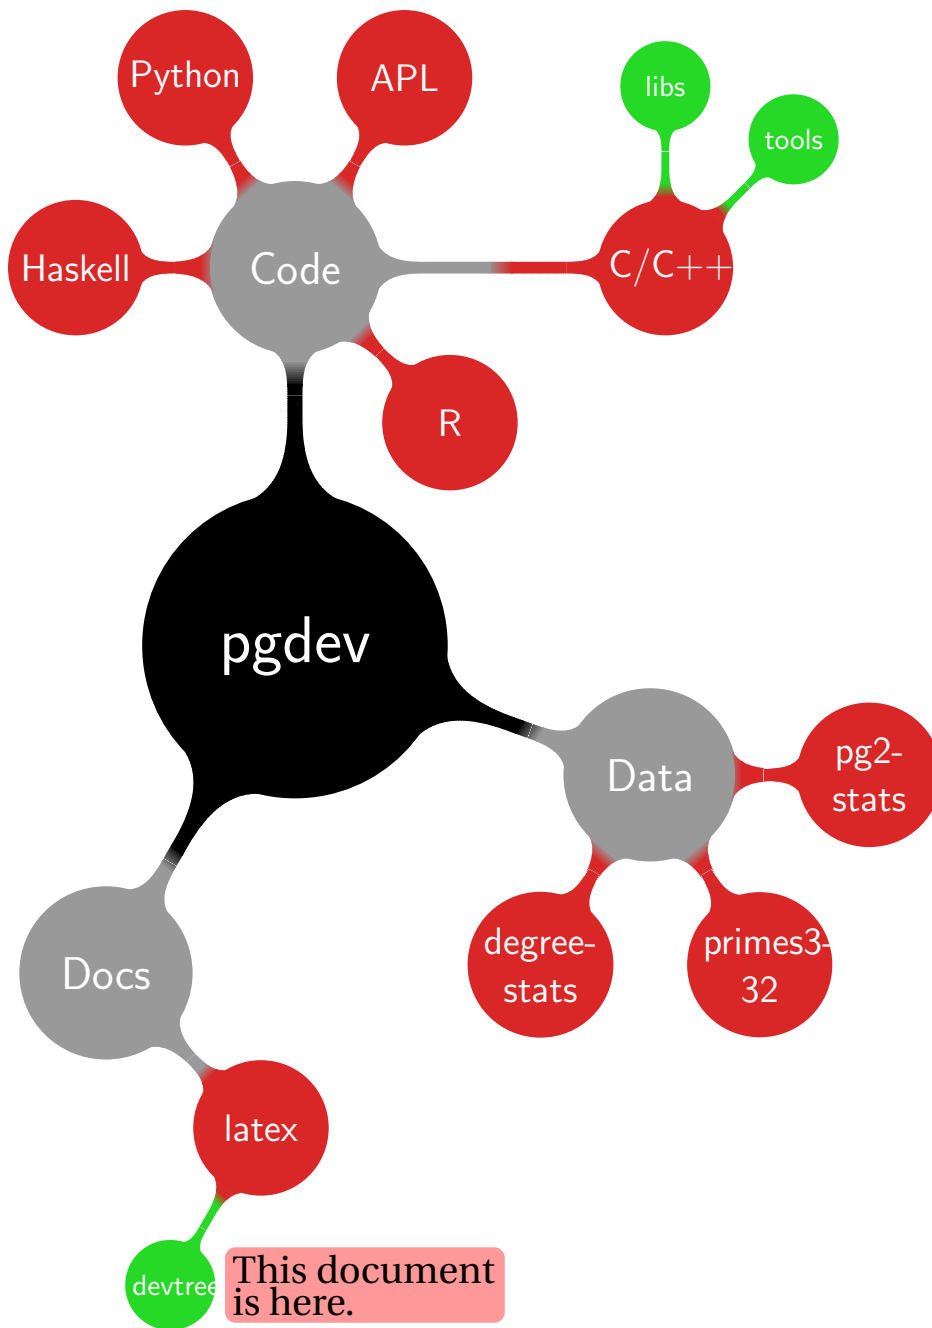 Python
APL
libs
tools
Haskell
Code
C/C++
R
pgdev
Data
pg2-
stats
degree-
stats
primes3-
32
Docs
latex
devtree
This document
is here.